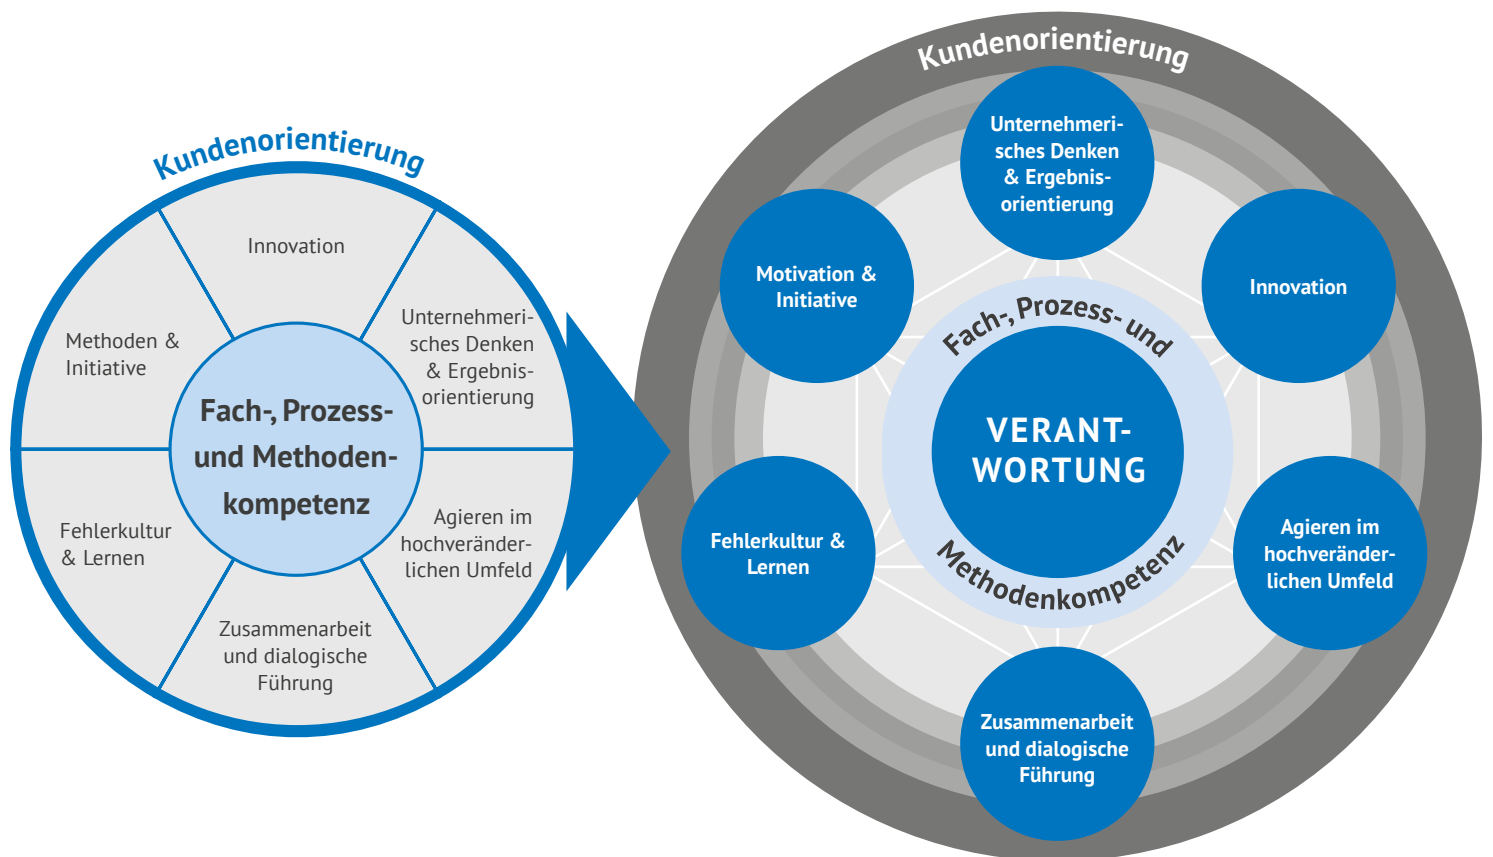 Kundenorientierung
Innovation
Unternehmeri-
sches Denken
& Ergebnis-
orientierung
Methoden &
Initiative
Fach-, Prozess-
und Methoden-
kompetenz
Fehlerkultur
& Lernen
Agieren im
hochveränder-
lichen Umfeld
Zusammenarbeit
und dialogische
Führung
Kundenorientierung
Unternehmeri-
sches Denken
& Ergebnis-
orientierung
Motivation &
Initiative
Innovation
Fach-, Prozess- und
VERANT-
WORTUNG
Methodenkompetenz
Fehlerkultur &
Lernen
Agieren im
hochveränder-
lichen Umfeld
Zusammenarbeit
und dialogische
Führung